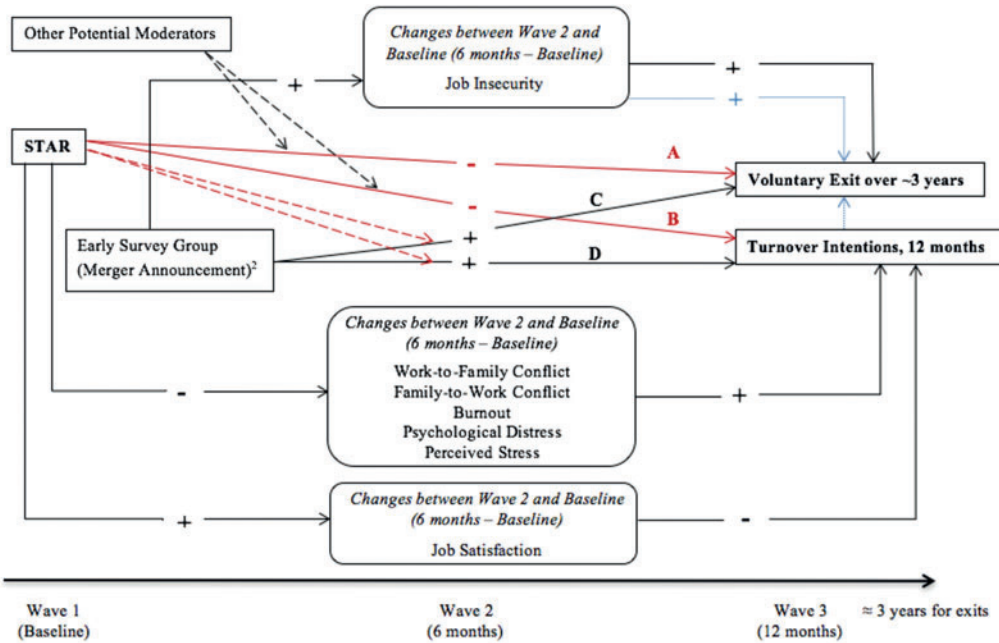 Other Potential Moderators
Changes between Wave 2 and
Baseline (6 months – Baseline)
Job Insecurity
+
+
+
STAR
-
A
Voluntary Exit over ~3 years
-
C
B
Early Survey Group
(Merger Announcement)2
+
+
D
Turnover Intentions, 12 months
Changes between Wave 2 and Baseline
(6 months – Baseline)
Work-to-Family Conflict
Family-to-Work Conflict
Burnout
Psychological Distress
Perceived Stress
-
+
Changes between Wave 2 and Baseline
(6 months – Baseline)
Job Satisfaction
+
-
Wave 1
(Baseline)
Wave 2
(6 months)
Wave 3
(12 months)
≈ 3 years for exits